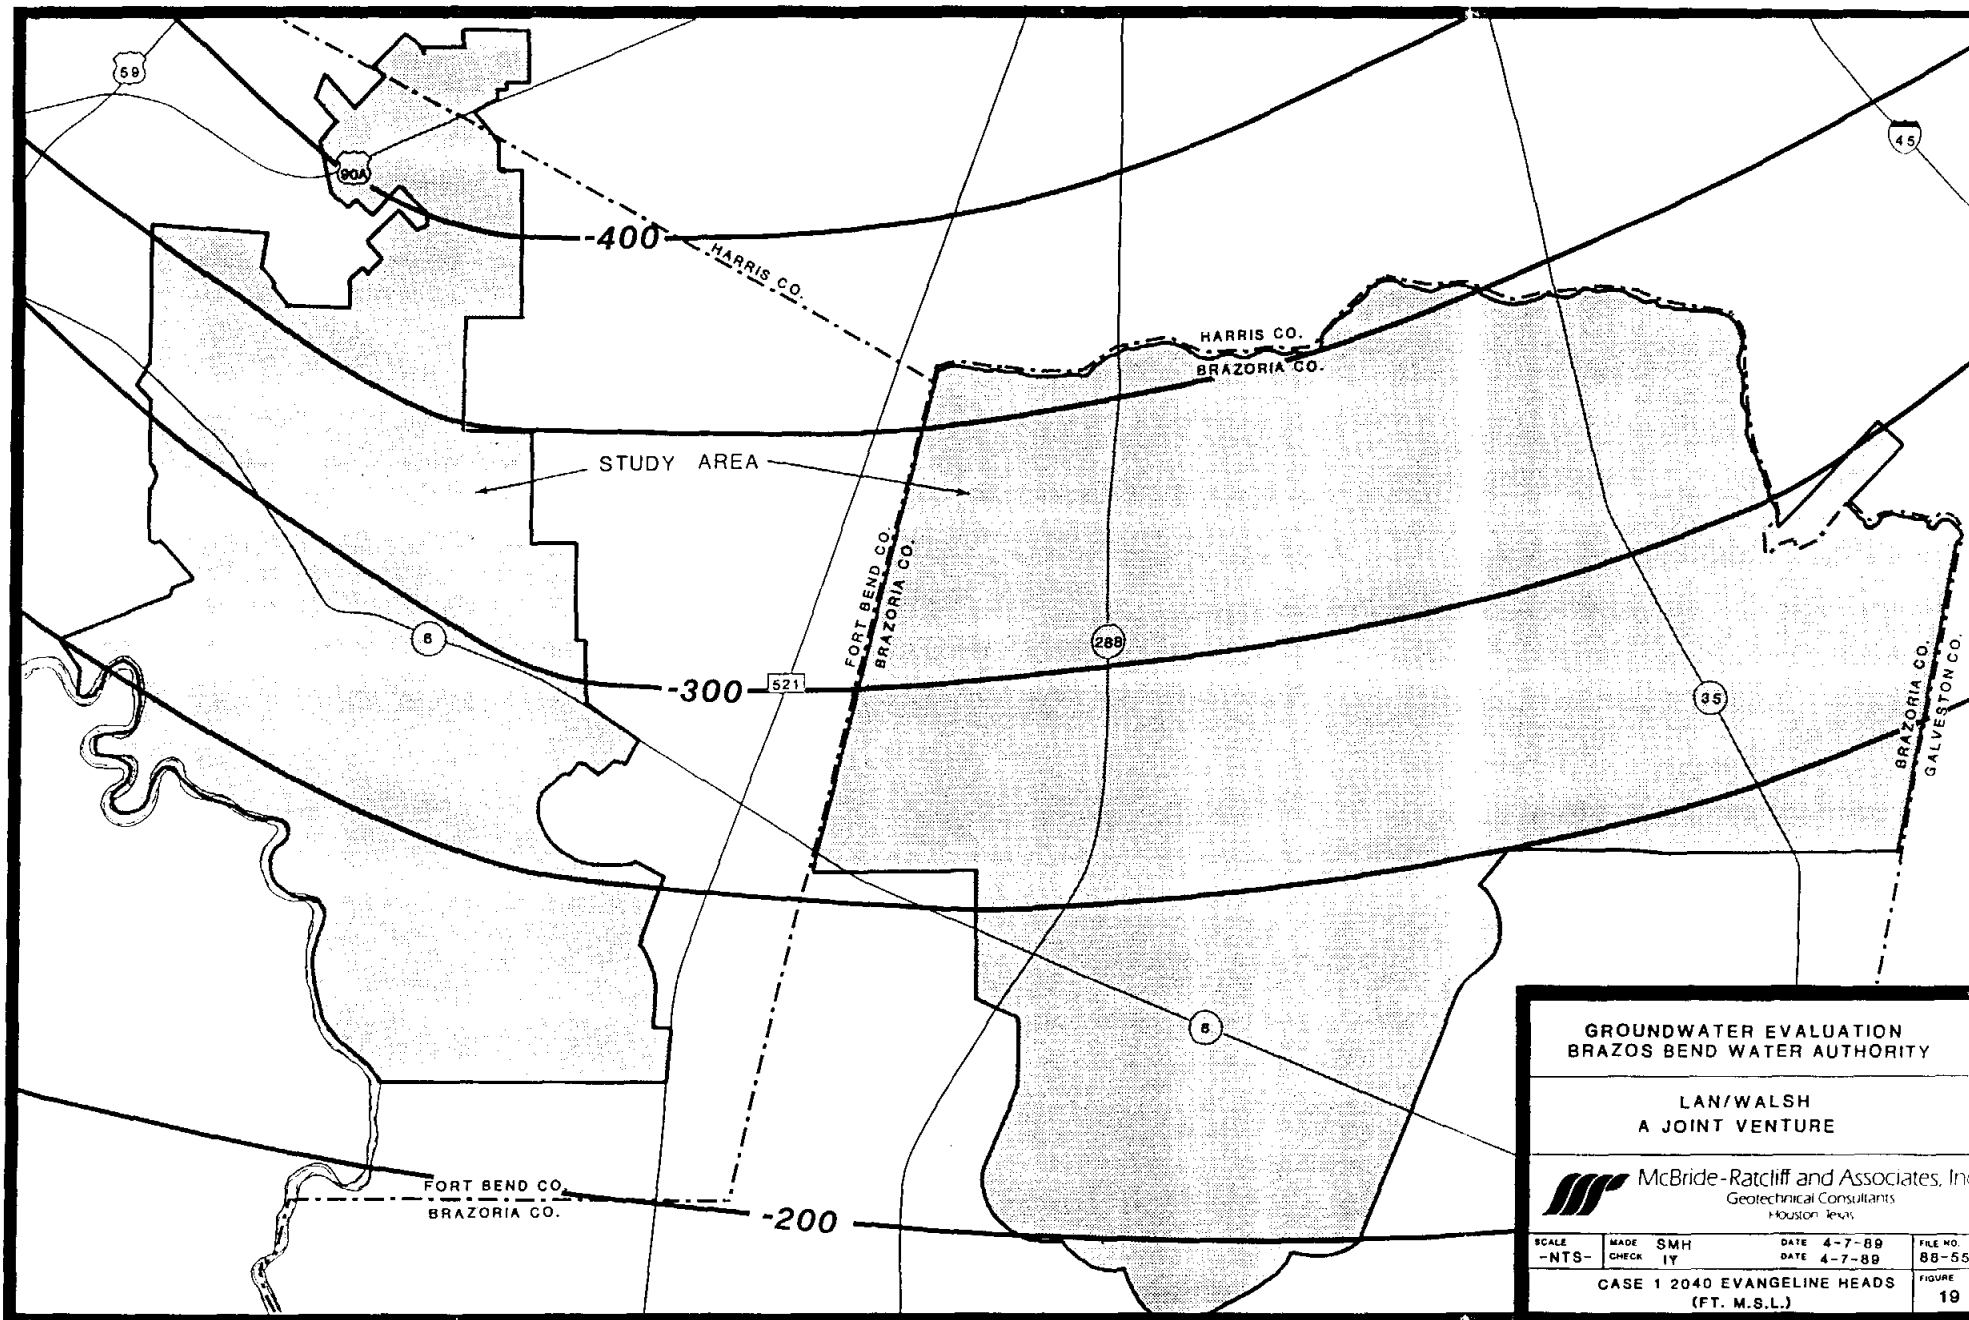 59
90A
45
-400
HARRIS CO.
HARRIS CO.
BRAZORIA CO.
STUDY AREA
FORT BEND CO.
BRAZORIA CO.
6
288
-300
521
35
BRAZORIA CO.
GALVESTON CO.
6
FORT BEND CO.
BRAZORIA CO.
-200
GROUNDWATER EVALUATION
BRAZOS BEND WATER AUTHORITY
LAN/WALSH
A JOINT VENTURE
McBride-Ratcliff and Associates, Inc
Geotechnical Consultants
Houston Texas
SCALE
-NTS-
MADE SMH DATE 4-7-89
CHECK IY DATE 4-7-89
FILE NO.
88-55
CASE 1 2040 EVANGELINE HEADS
(FT. M.S.L.)
FIGURE
19